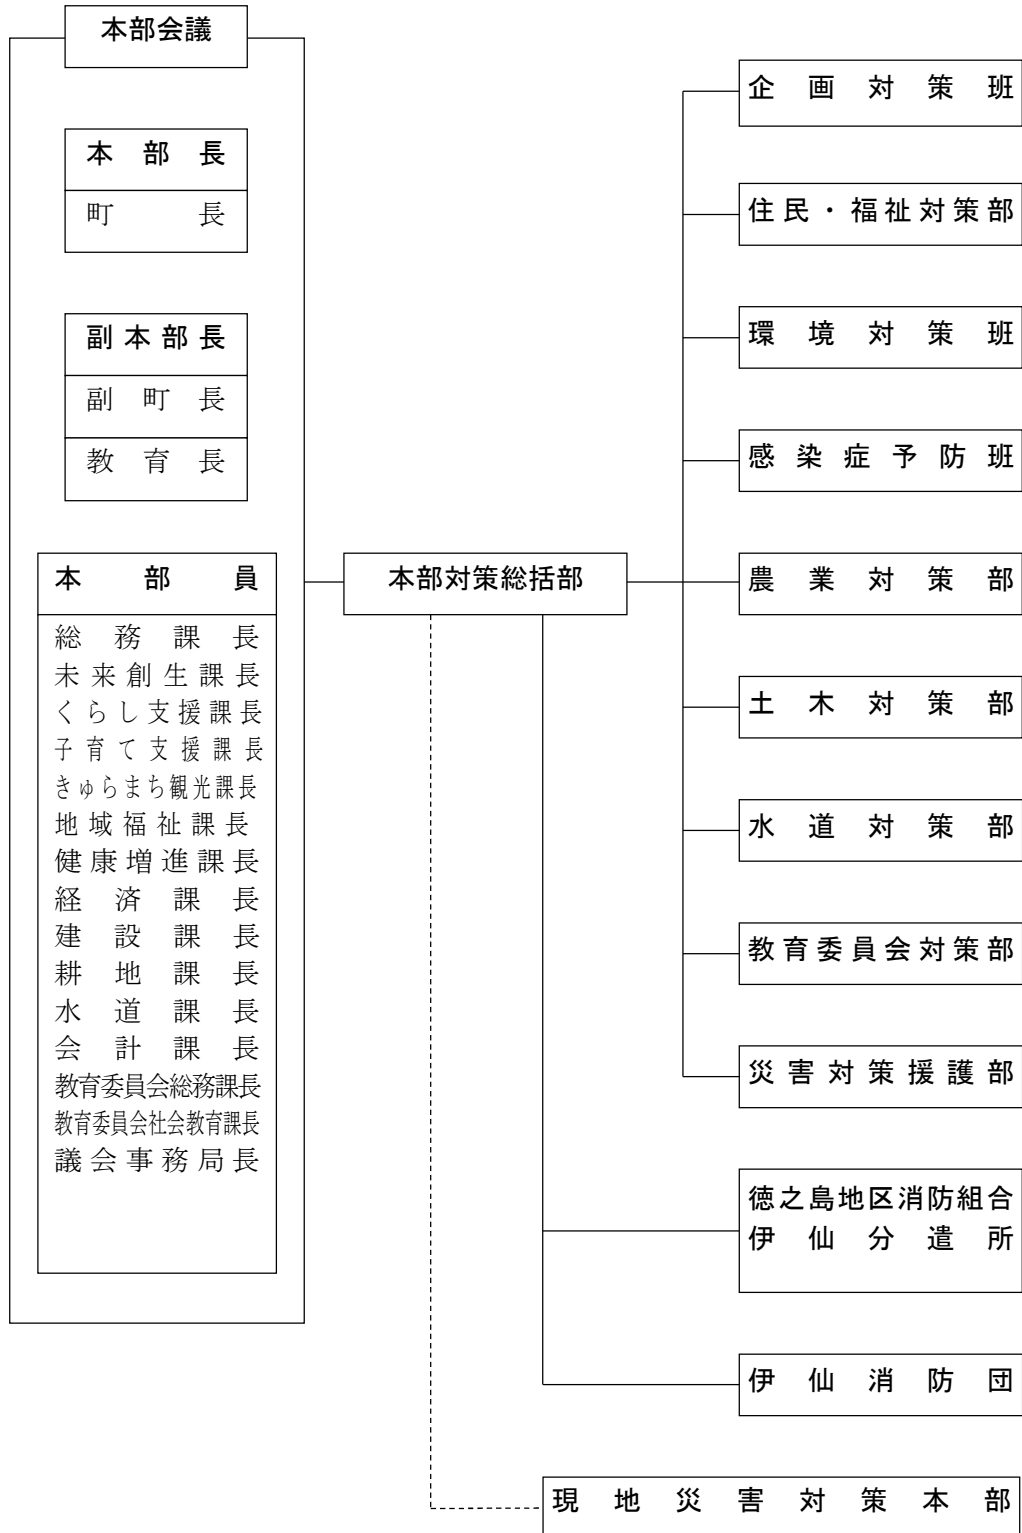 本部会議
本部長
町長
副本部長
副町長
教育長
本部員
総務課長
未来創生課長
くらし支援課長
子育て支援課長
きゅらまち観光課長
地域福祉課長
健康増進課長
経済課長
建設課長
耕地課長
水道課長
会計課長
教育委員会総務課長
教育委員会社会教育課長
議会事務局長
本部対策総括部
企画対策班
住民・福祉対策部
環境対策班
感染症予防班
農業対策部
土木対策部
水道対策部
教育委員会対策部
災害対策援護部
徳之島地区消防組合
伊仙分遣所
伊仙消防団
現地災害対策本部